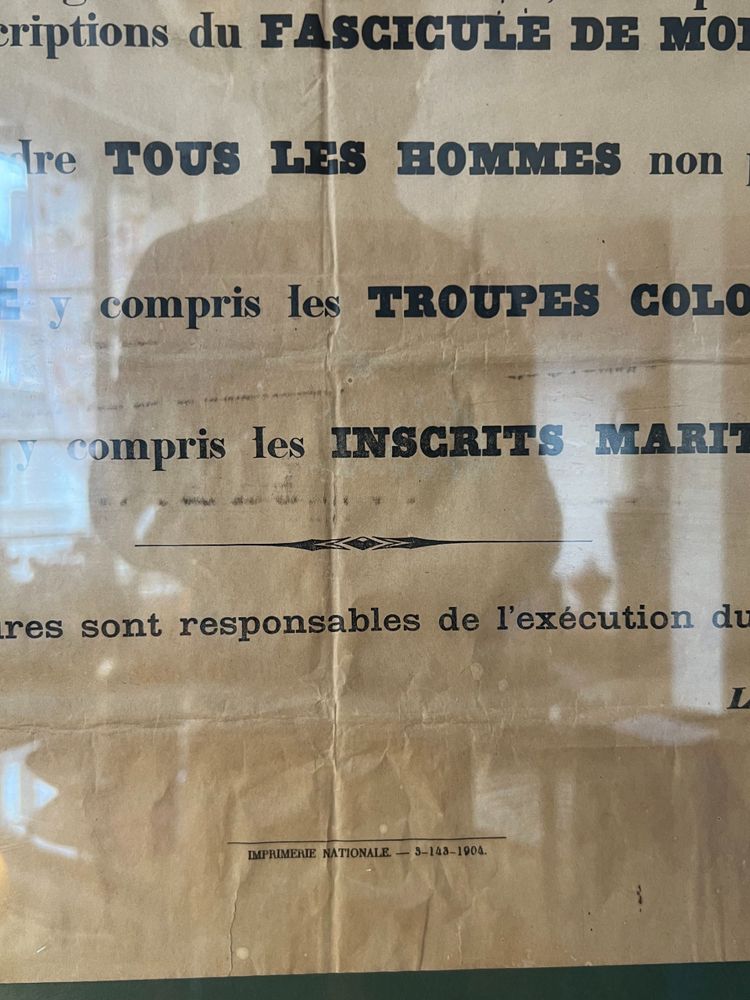 criptions du FASCICULE DE MO
dre TOUS LES HOMMES non
y compris les TROUPES COLO
y compris les INSCRITS MARIT
ures sont responsables de l'exécution du
L
IMPRIMERIE NATIONALE. — 3-143-1904.